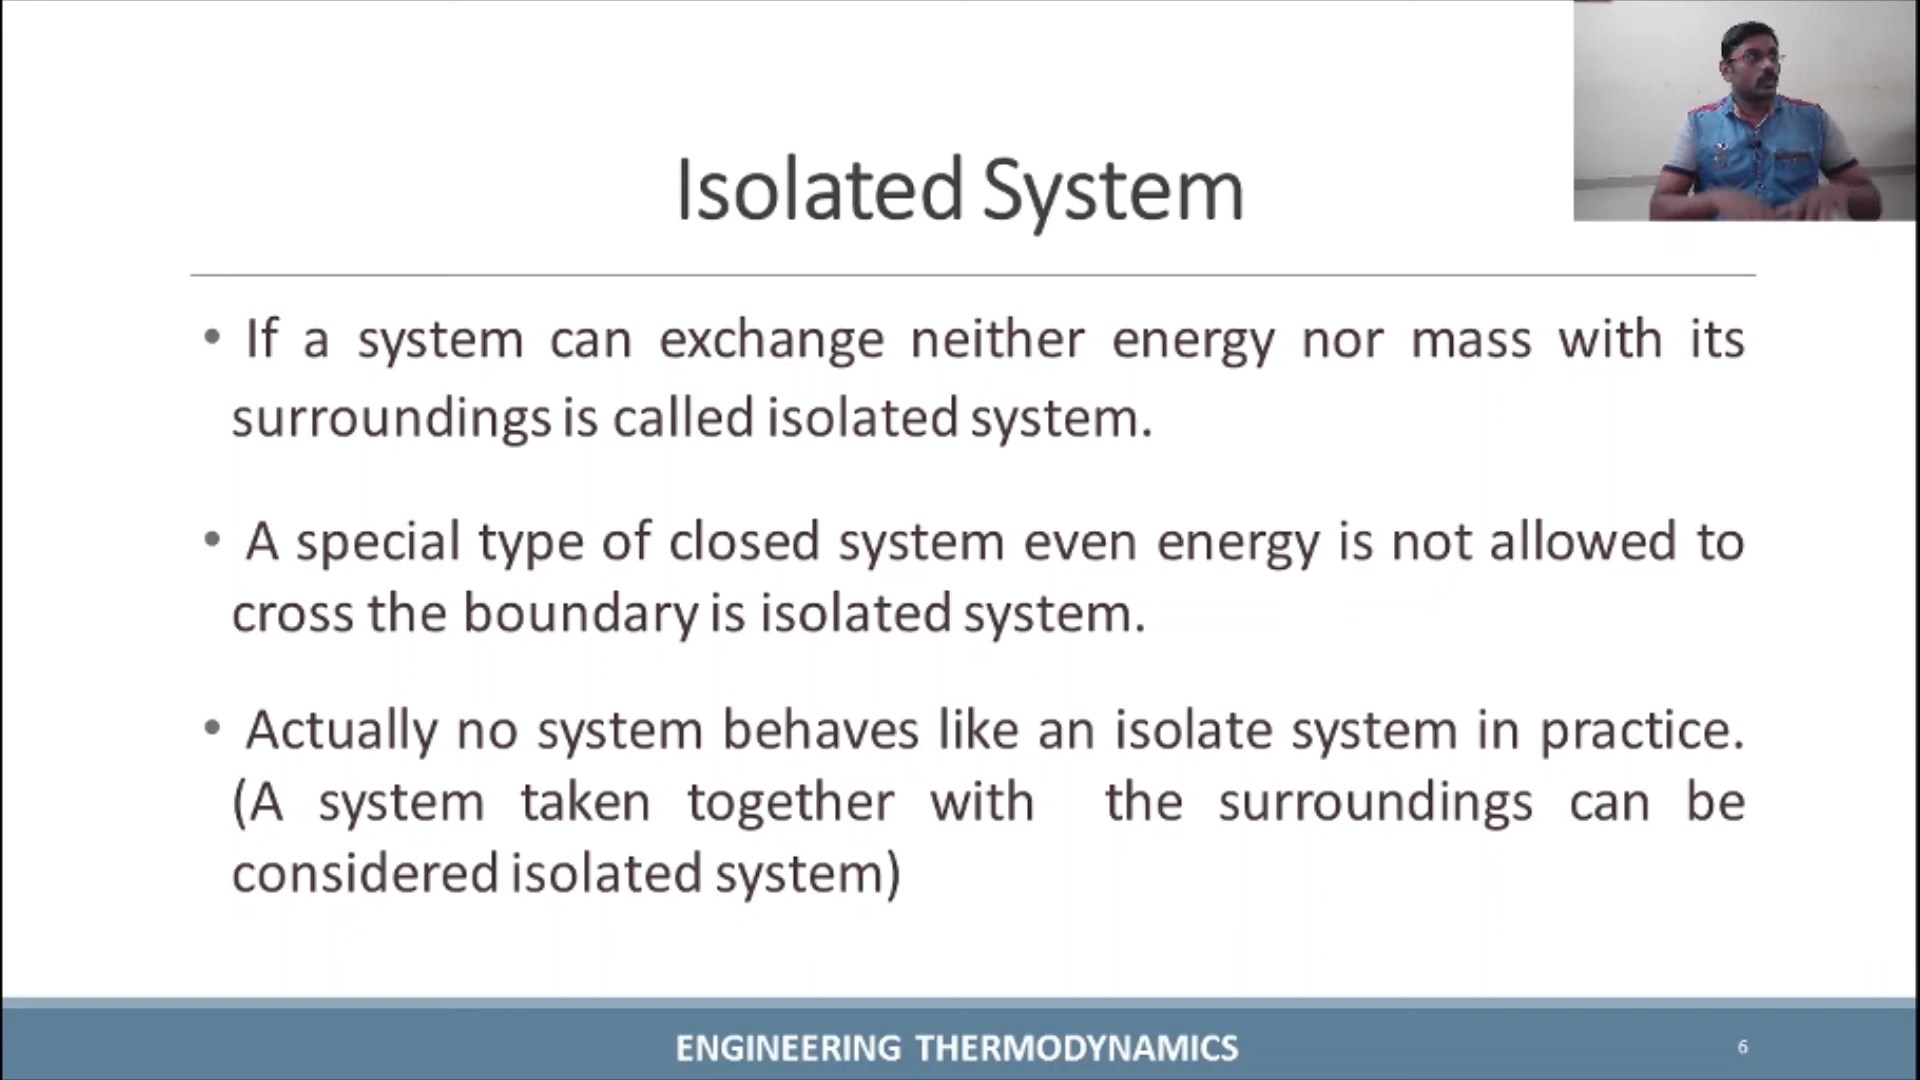 Isolated System
• If a system can exchange neither energy nor mass with its
surroundings is called isolated system.
• A special type of closed system even energy is not allowed to
cross the boundary is isolated system.
• Actually no system behaves like an isolate system in practice.
(A system taken together with the surroundings can be
considered isolated system)
ENGINEERING THERMODYNAMICS
6